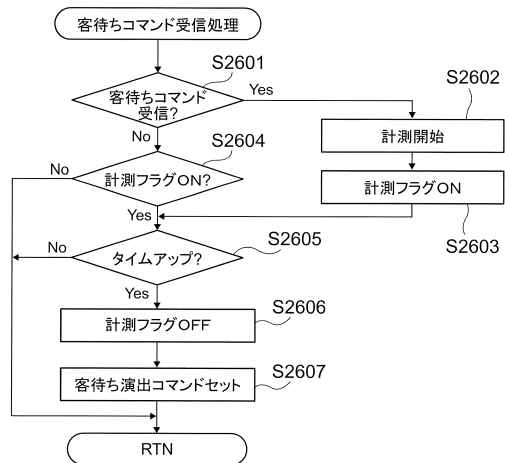 客待ちコマンド受信処理
S2601
客待ちコマンド
受信?
Yes
No
S2602
計測開始
計測フラグON
S2603
S2604
計測フラグON?
No
Yes
S2605
タイムアップ?
No
Yes
S2606
計測フラグOFF
S2607
客待ち演出コマンドセット
RTN